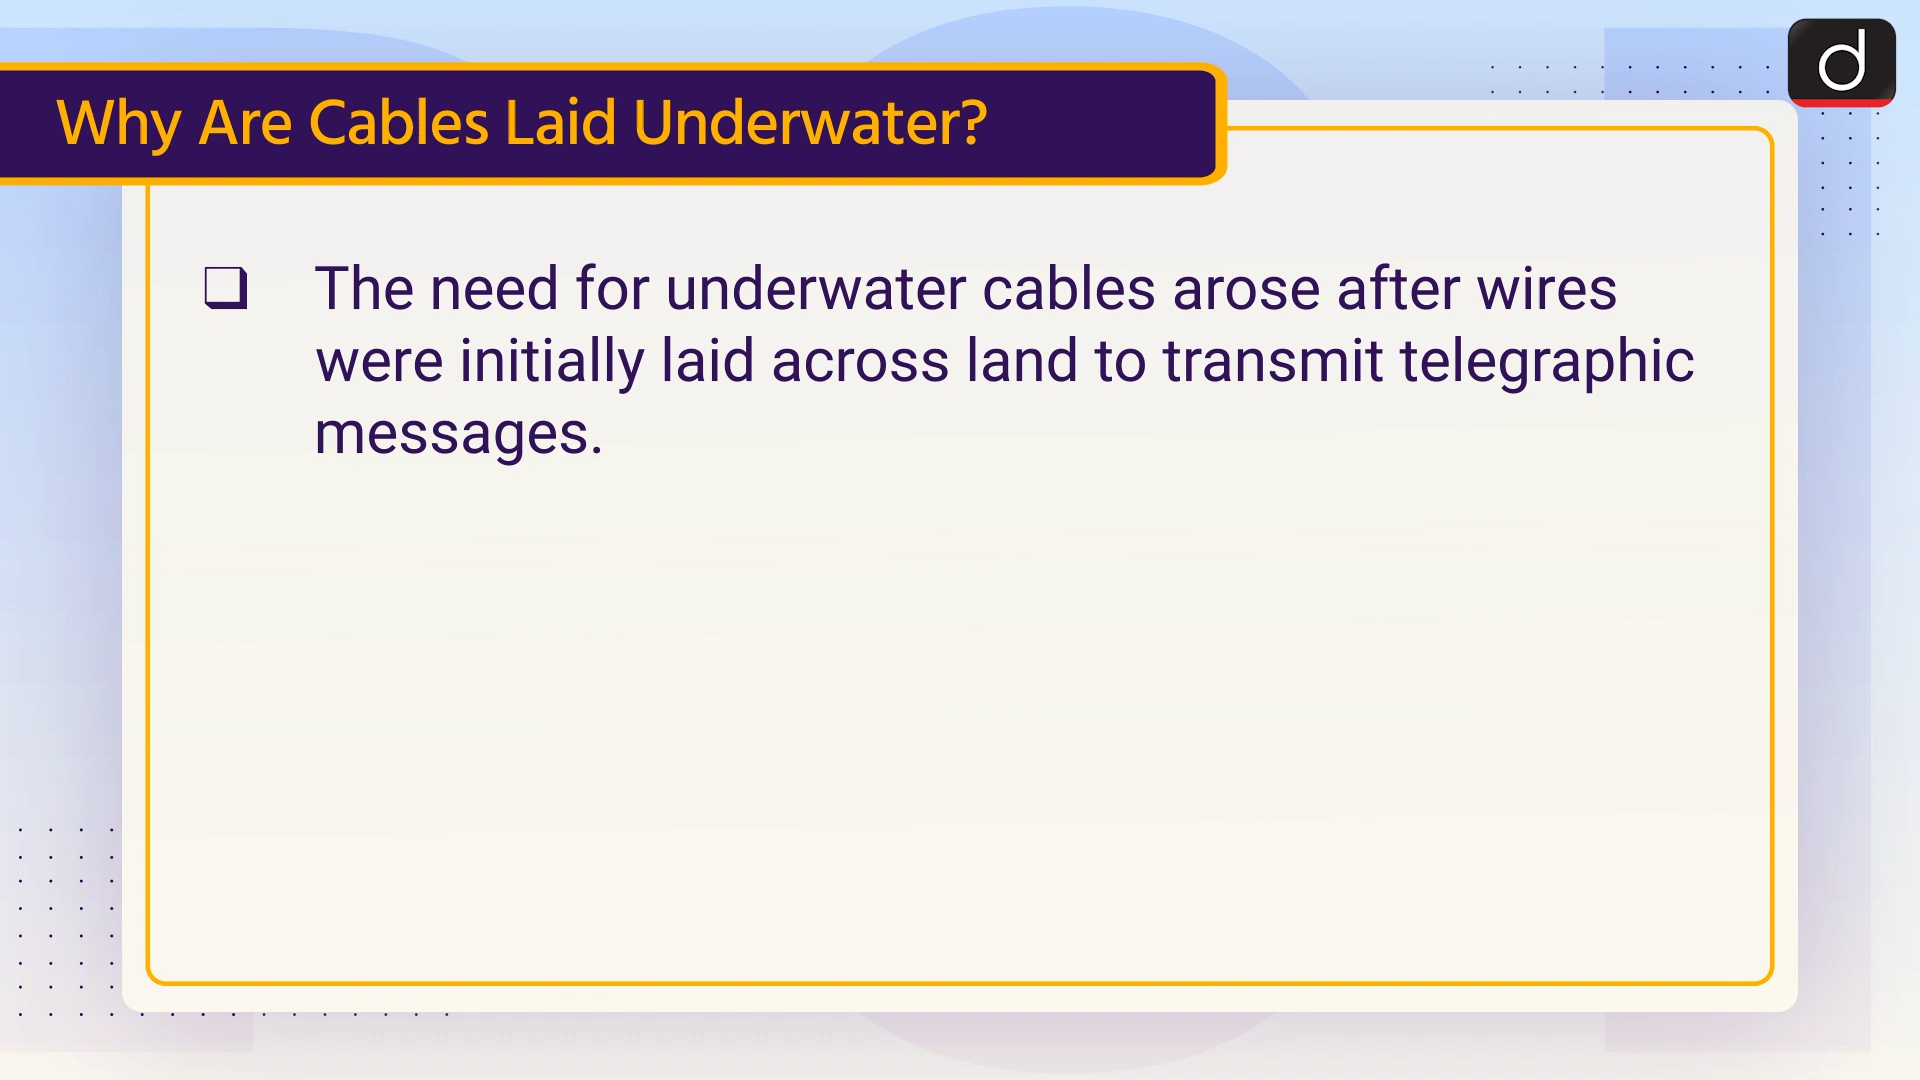 Why Are Cables Laid Underwater?
d
❑ The need for underwater cables arose after wires
were initially laid across land to transmit telegraphic
messages.